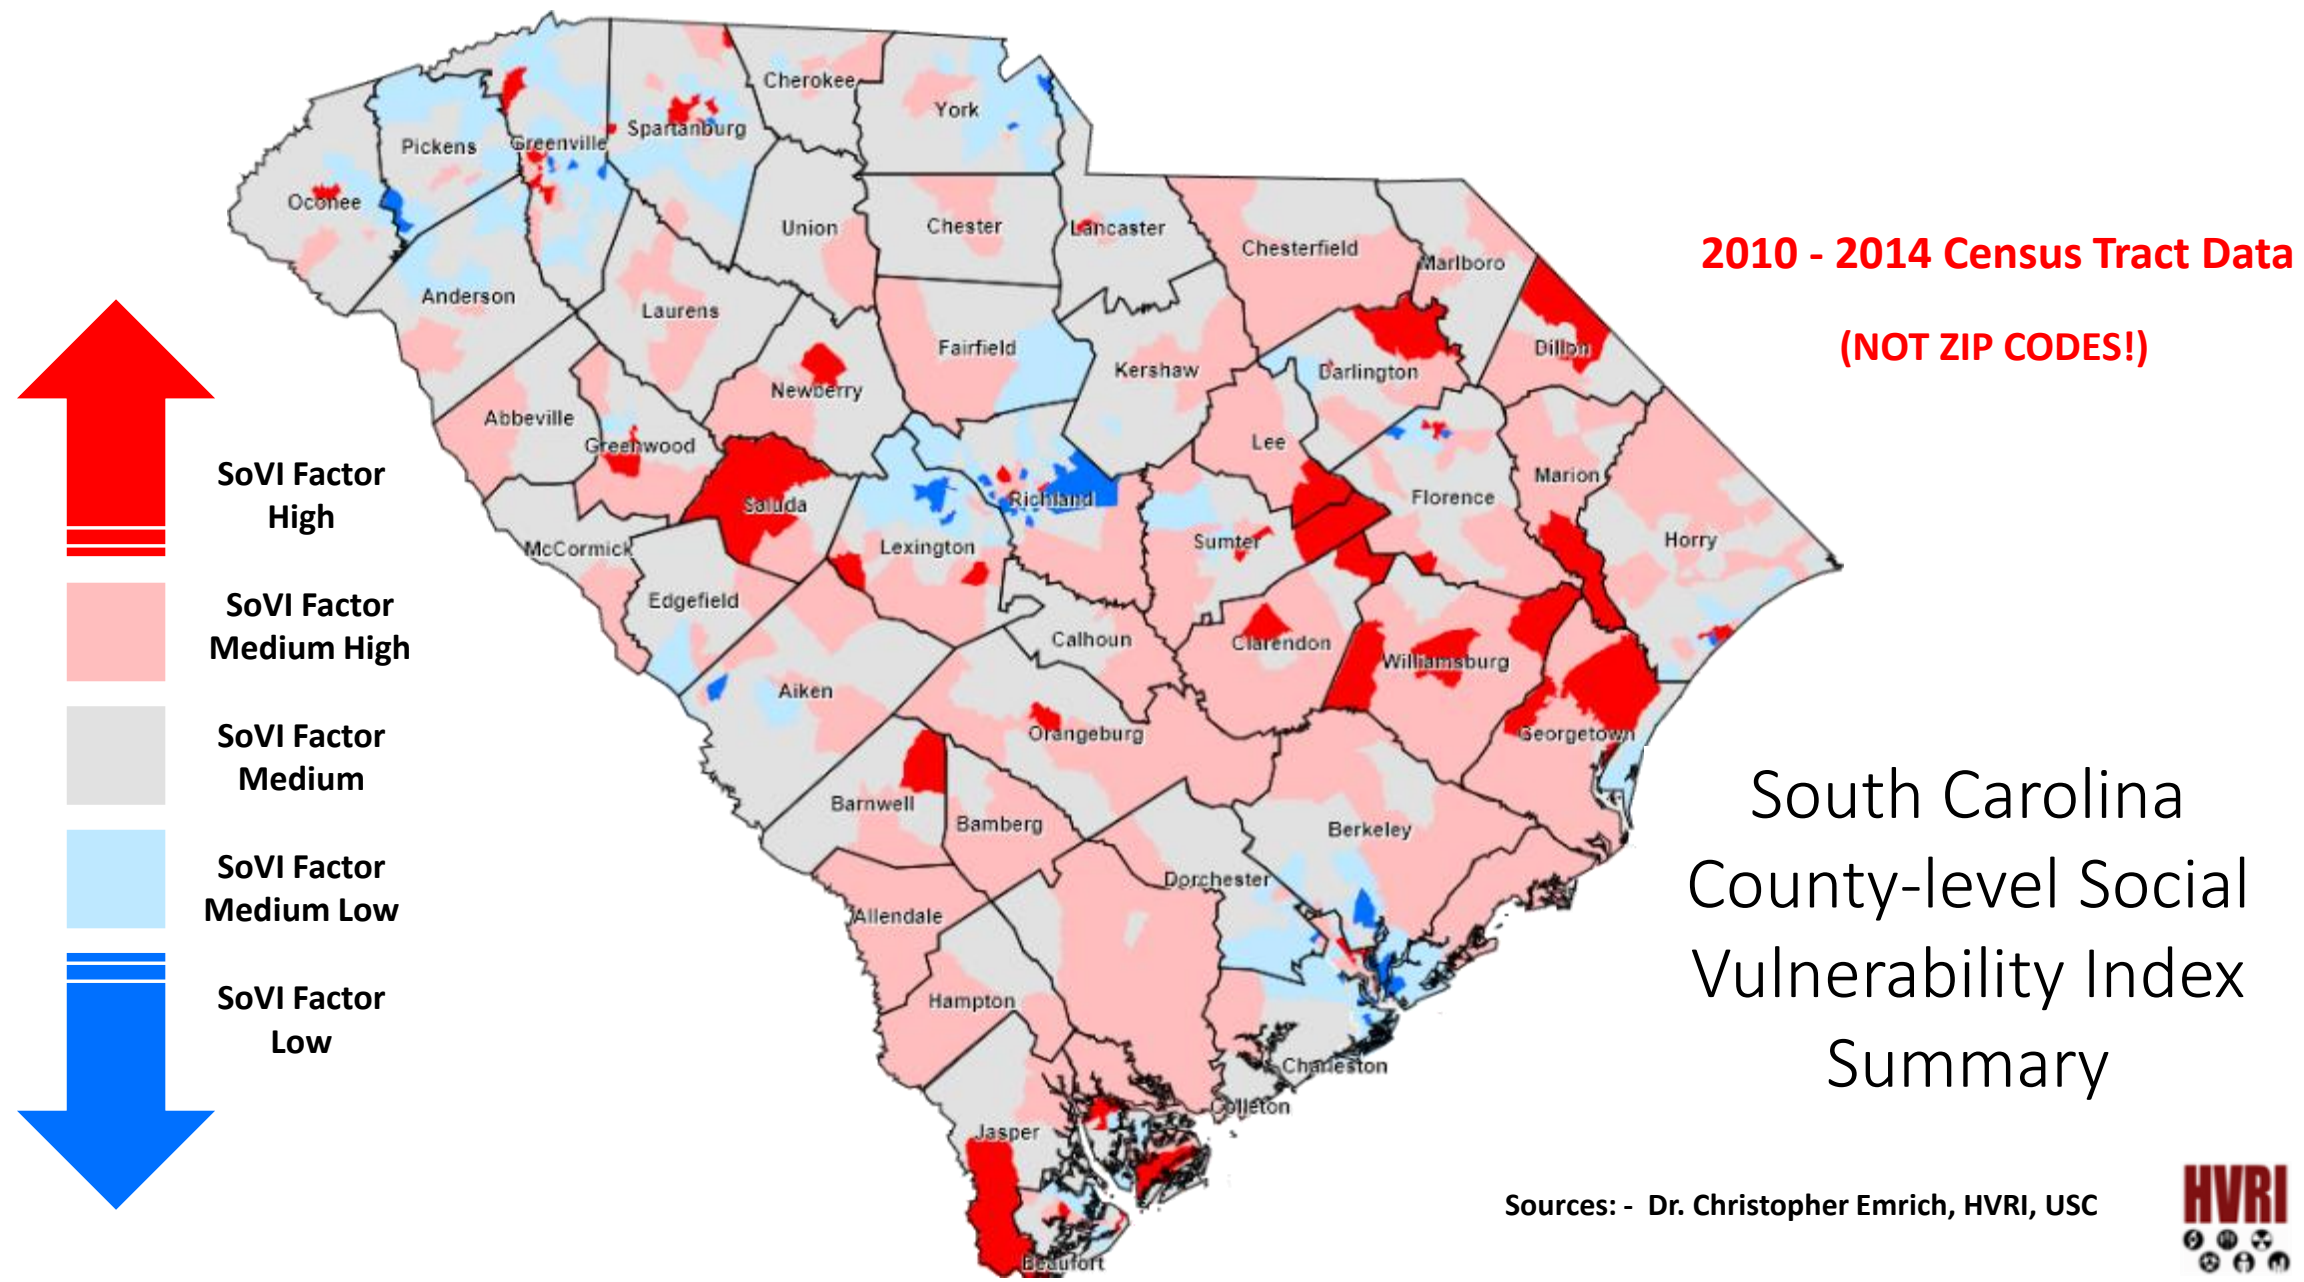 2010 - 2014 Census Tract Data
(NOT ZIP CODES!)
SoVI Factor
High
SoVI Factor
Medium High
SoVI Factor
Medium
SoVI Factor
Medium Low
SoVI Factor
Low
Cherokee
York
Spartanburg
Greenville
Pickens
Oconee
Union
Chester
Lancaster
Chesterfield
Marlboro
Anderson
Laurens
Fairfield
Kershaw
Darlington
Dillon
Newberry
Abbeville
Greenwood
Lee
Marion
Saluda
Richland
Florence
McCormick
Lexington
Sumter
Horry
Edgefield
Calhoun
Clarendon
Williamsburg
Aiken
Orangeburg
Georgetown
Barnwell
Bamberg
Berkeley
Dorchester
Allendale
Hampton
Charleston
Colleton
Jasper
Beaufort
South Carolina
County-level Social
Vulnerability Index
Summary
Sources: - Dr. Christopher Emrich, HVRI, USC
HVRI